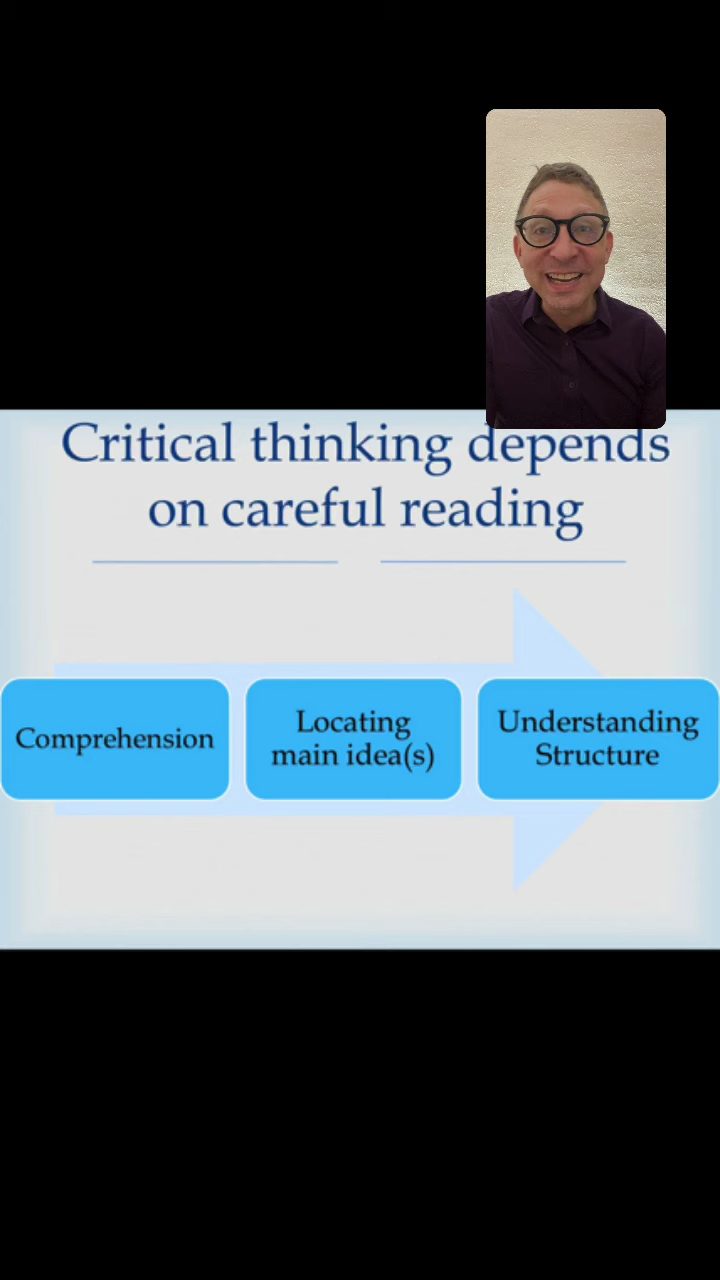 Critical thinking depends
on careful reading
Comprehension
Locating
main idea(s)
Understanding
Structure